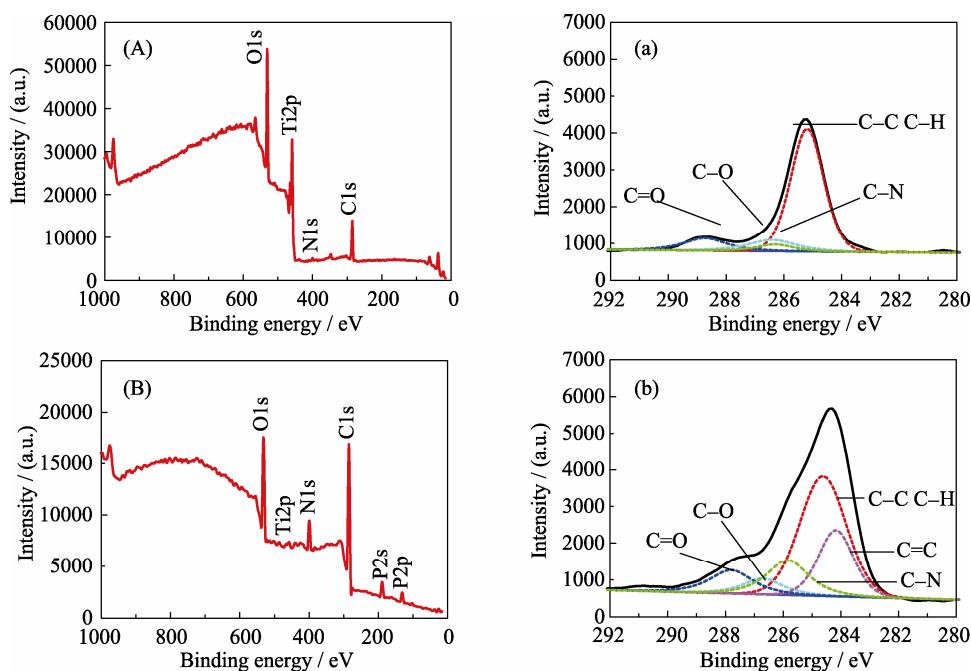 (A)
60000
50000
40000
30000
20000
10000
0
Intensity / (a.u.)
O1s
Ti2p
N1s
C1s
1000 800 600 400 200 0
Binding energy / eV
(a)
7000
6000
5000
4000
3000
2000
1000
0
Intensity / (a.u.)
C–C C–H
C–O
C=O
C–N
292 290 288 286 284 282 280
Binding energy / eV
(B)
25000
20000
15000
10000
5000
0
Intensity / (a.u.)
O1s
Ti2p
N1s
C1s
P2s
P2p
1000 800 600 400 200 0
Binding energy / eV
(b)
7000
6000
5000
4000
3000
2000
1000
0
Intensity / (a.u.)
C–C C–H
C–O
C=O
C=C
C–N
292 290 288 286 284 282 280
Binding energy / eV